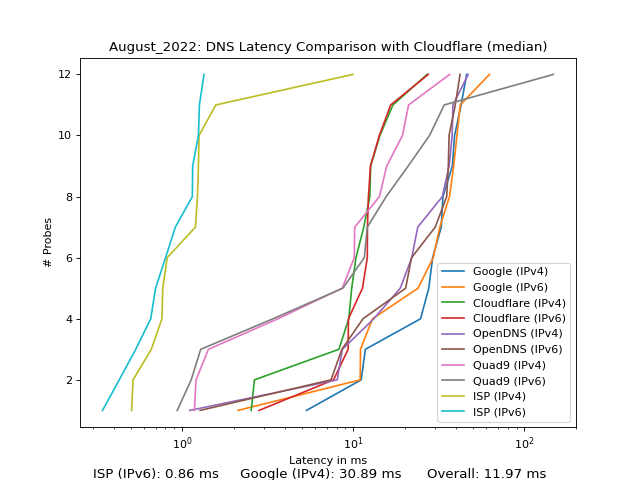 August_2022: DNS Latency Comparison with Cloudflare (median)
12
10
8
6
4
2
# Probes
Google (IPv4)
Google (IPv6)
Cloudflare (IPv4)
Cloudflare (IPv6)
OpenDNS (IPv4)
OpenDNS (IPv6)
Quad9 (IPv4)
Quad9 (IPv6)
ISP (IPv4)
ISP (IPv6)
10⁰ 10¹ 10²
Latency in ms
ISP (IPv6): 0.86 ms Google (IPv4): 30.89 ms Overall: 11.97 ms